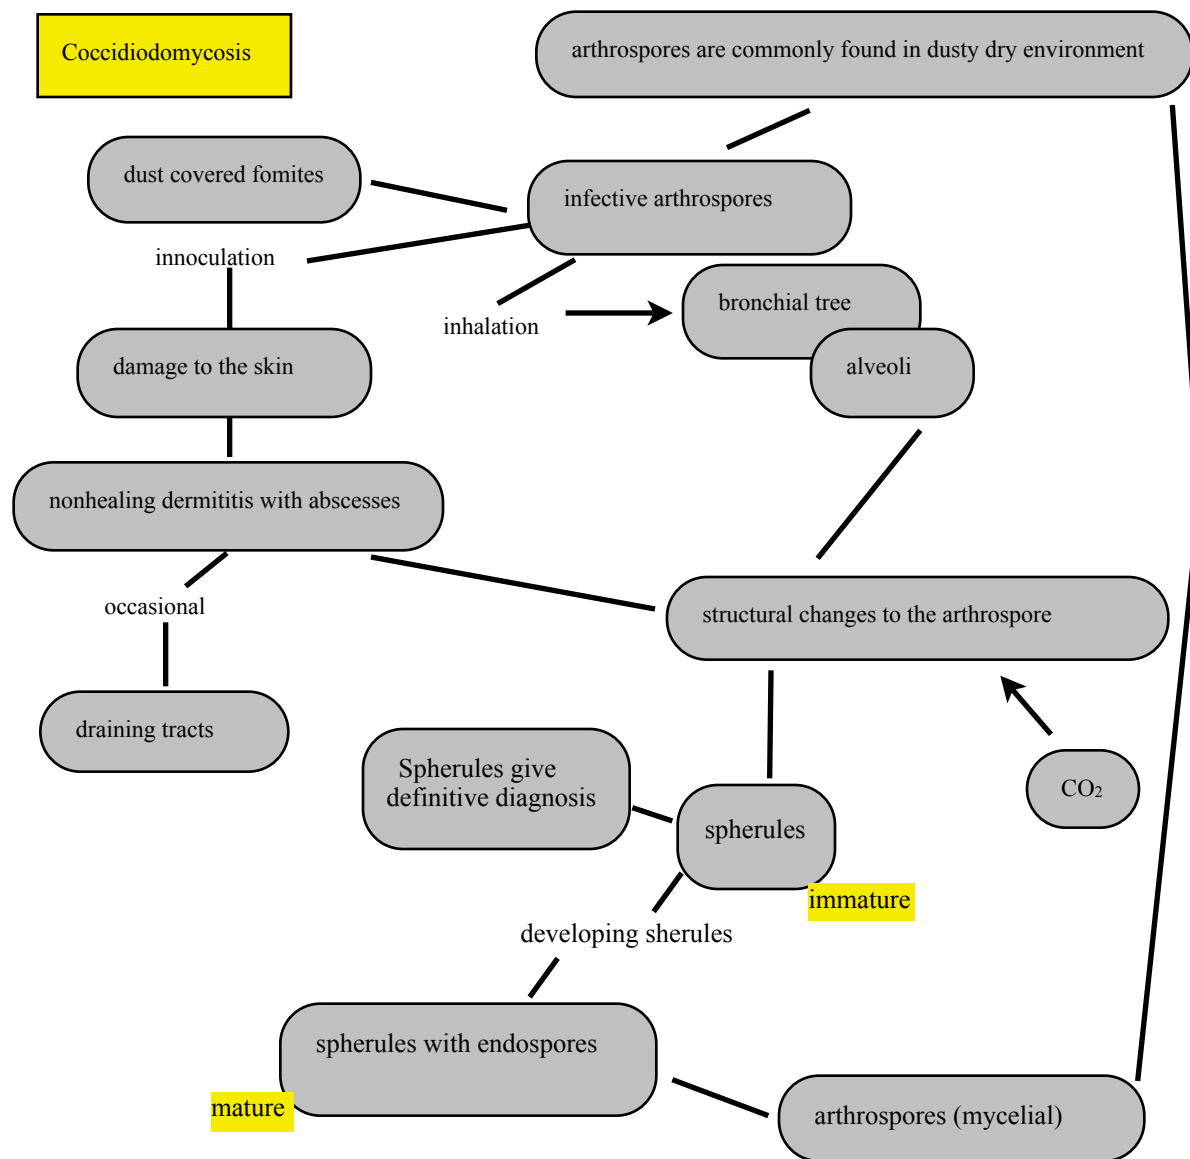 Coccidiodomycosis
arthrospores are commonly found in dusty dry environment
dust covered fomites
infective arthrospores
innoculation
inhalation
bronchial tree
alveoli
damage to the skin
nonhealing dermititis with abscesses
occasional
structural changes to the arthrospore
draining tracts
Spherules give
definitive diagnosis
CO₂
spherules
immature
developing sherules
spherules with endospores
mature
arthrospores (mycelial)